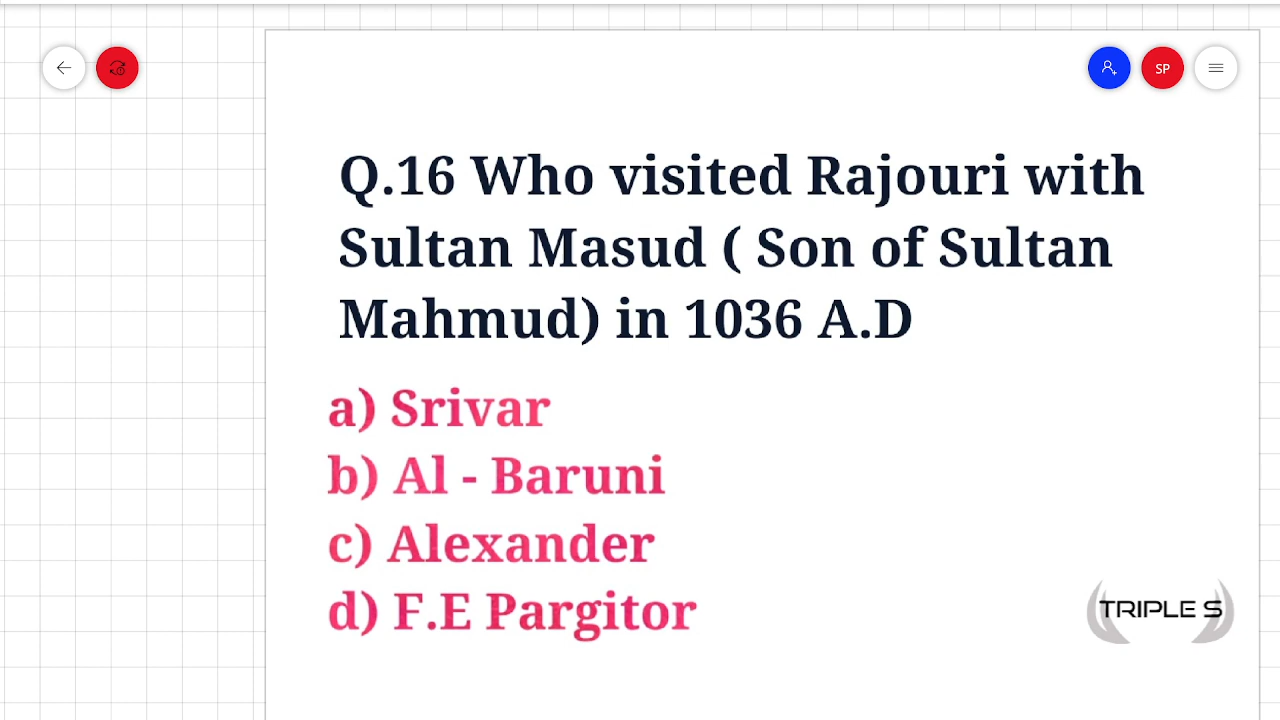 SP
Q.16 Who visited Rajouri with
Sultan Masud ( Son of Sultan
Mahmud) in 1036 A.D
a) Srivar
b) Al - Baruni
c) Alexander
d) F.E Pargitor
TRIPLE S